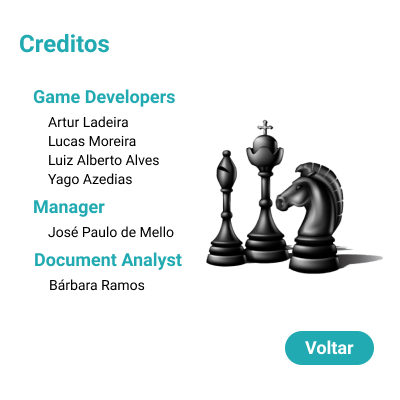 Creditos
Game Developers
Artur Ladeira
Lucas Moreira
Luiz Alberto Alves
Yago Azedias
Manager
José Paulo de Mello
Document Analyst
Bárbara Ramos
Voltar